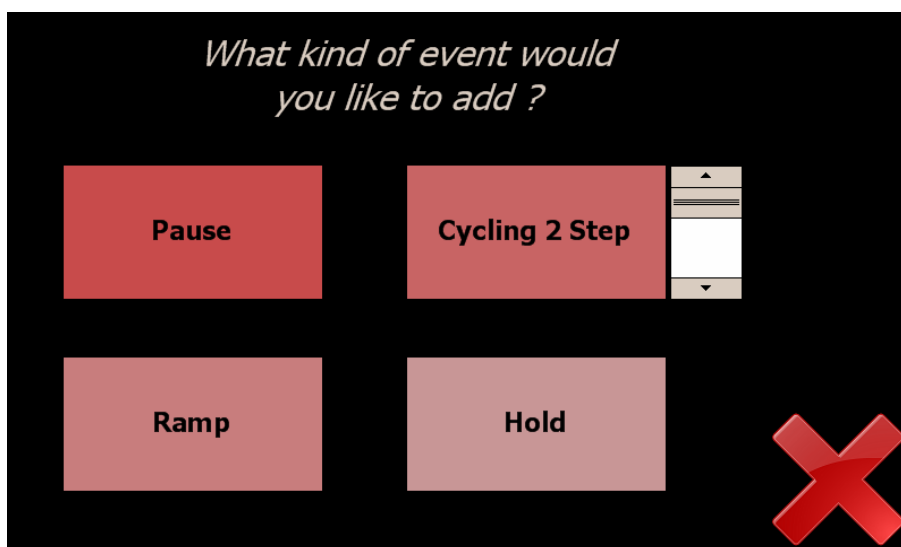 What kind of event would
you like to add ?
Pause
Cycling 2 Step
Ramp
Hold